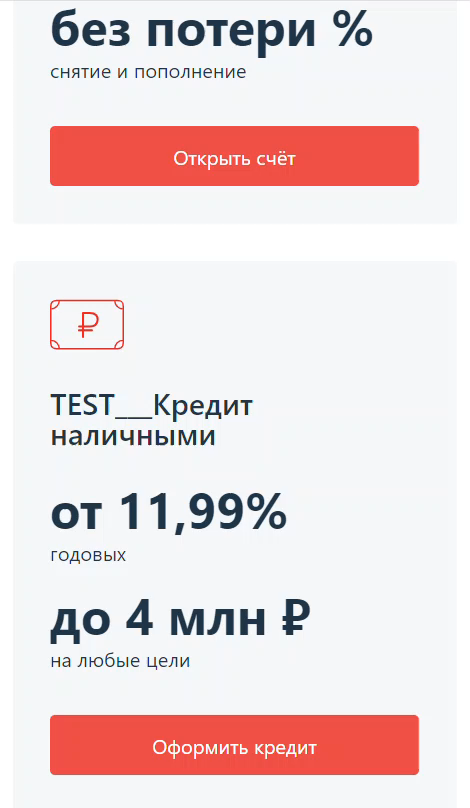 без потери %
снятие и пополнение
Открыть счёт
₽
TEST___Кредит
наличными
от 11,99%
годовых
до 4 млн ₽
на любые цели
Оформить кредит